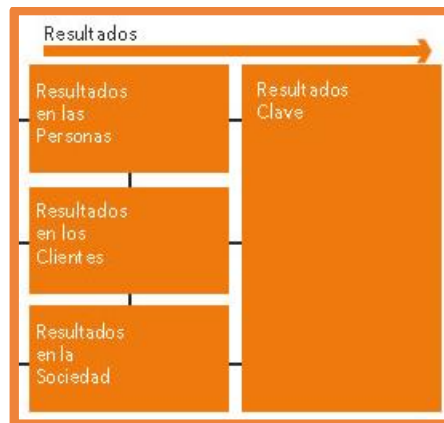 Resultados
Resultados
en las
Personas
Resultados
Clave
Resultados
en los
Clientes
Resultados
en la
Sociedad